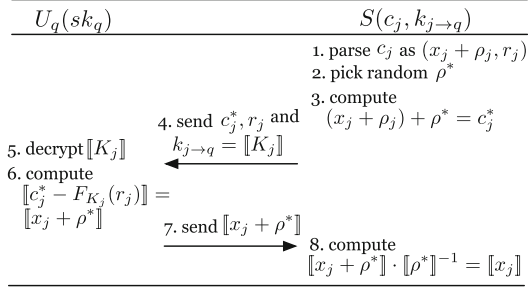 U_q(sk_q) S(c_j, k_{j→q})
1. parse c_j as (x_j + ρ_j, r_j)
2. pick random ρ*
3. compute
(x_j + ρ_j) + ρ* = c_j^*
4. send c_j^*, r_j and
k_{j→q} = ⟦K_j⟧
5. decrypt ⟦K_j⟧
6. compute
⟦c_j^* − F_{K_j}(r_j)⟧ =
⟦x_j + ρ*⟧
7. send ⟦x_j + ρ*⟧
8. compute
⟦x_j + ρ*⟧ · ⟦ρ*⟧^{-1} = ⟦x_j⟧